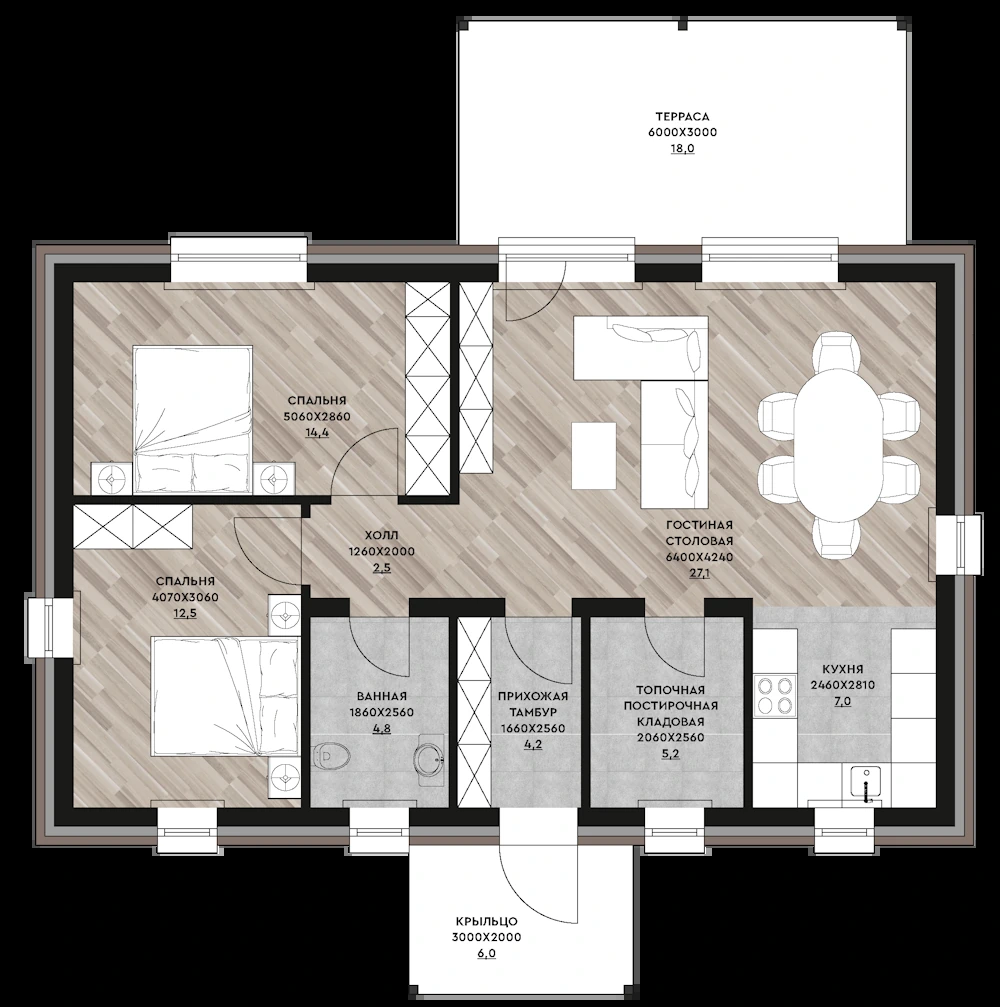 ТЕРРАСА
6000X3000
18,0
СПАЛЬНЯ
5060X2860
14,4
ХОЛЛ
1260X2000
2,5
ГОСТИНАЯ
СТОЛОВАЯ
6400X4240
27,1
СПАЛЬНЯ
4070X3060
12,5
ВАННАЯ
1860X2560
4,8
ПРИХОЖАЯ
ТАМБУР
1660X2560
4,2
ТОПОЧНАЯ
ПОСТИРОЧНАЯ
КЛАДОВАЯ
2060X2560
5,2
КУХНЯ
2460X2810
7,0
КРЫЛЬЦО
3000X2000
6,0